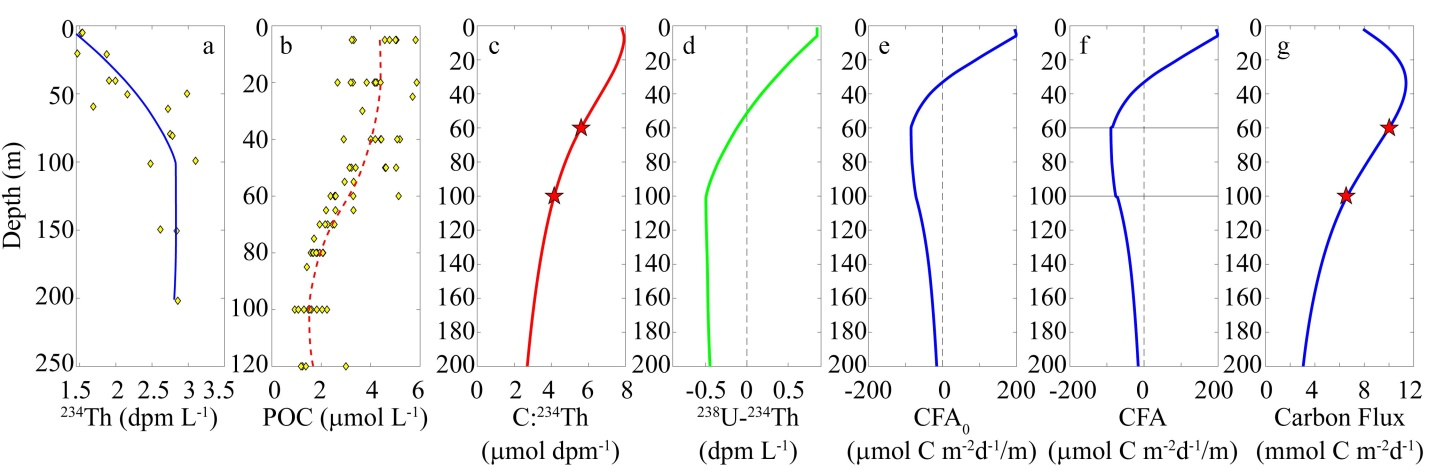 0 0 0 0 0 0 0
a b c d e f g
20 20 20 20 20 20
50 40 40 40 40 40
60 60 60 60 60 60
100 40 80 80 80 80 80
Depth (m)
60 100 100 100 100 100
150 120 120 120 120 120
80 140 140 140 140 140
200 100 160 160 160 160 160
180 180 180 180 180
250 120 200 200 200 200 200
1.5 2 2.5 3 3.5 0 2 4 6 0 2 4 6 8 -0.5 0 0.5 -200 0 200 -200 0 200 0 4 8 12
²³⁴Th (dpm L⁻¹) POC (μmol L⁻¹) C:²³⁴Th ²³⁸U-²³⁴Th CFA₀ CFA Carbon Flux
(μmol dpm⁻¹) (dpm L⁻¹) (μmol C m⁻²d⁻¹/m) (μmol C m⁻²d⁻¹/m) (mmol C m⁻²d⁻¹)